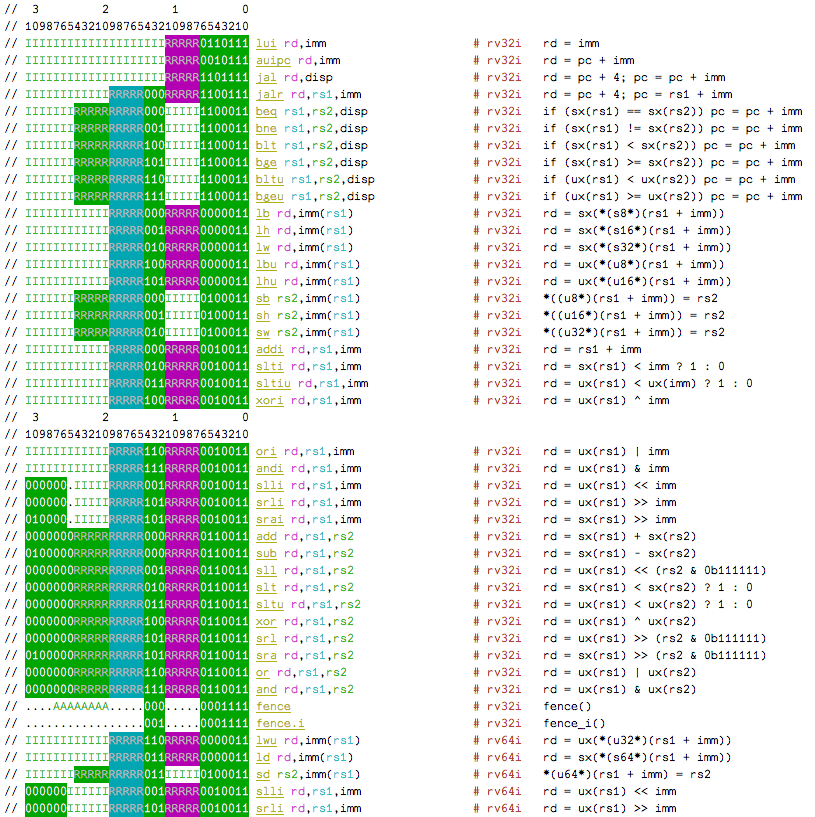 // 3         2         1         0
// 10987654321098765432109876543210
// IIIIIIIIIIIIIIIIIIIIRRRRR0110111 lui rd,imm # rv32i rd = imm
// IIIIIIIIIIIIIIIIIIIIRRRRR0010111 auipc rd,imm # rv32i rd = pc + imm
// IIIIIIIIIIIIIIIIIIIIRRRRR1101111 jal rd,disp # rv32i rd = pc + 4; pc = pc + imm
// IIIIIIIIIIIIRRRRR000RRRRR1100111 jalr rd,rs1,imm # rv32i rd = pc + 4; pc = rs1 + imm
// IIIIIIIRRRRRRRRRR000IIIII1100011 beq rs1,rs2,disp # rv32i if (sx(rs1) == sx(rs2)) pc = pc + imm
// IIIIIIIRRRRRRRRRR001IIIII1100011 bne rs1,rs2,disp # rv32i if (sx(rs1) != sx(rs2)) pc = pc + imm
// IIIIIIIRRRRRRRRRR100IIIII1100011 blt rs1,rs2,disp # rv32i if (sx(rs1) < sx(rs2)) pc = pc + imm
// IIIIIIIRRRRRRRRRR101IIIII1100011 bge rs1,rs2,disp # rv32i if (sx(rs1) >= sx(rs2)) pc = pc + imm
// IIIIIIIRRRRRRRRRR110IIIII1100011 bltu rs1,rs2,disp # rv32i if (ux(rs1) < ux(rs2)) pc = pc + imm
// IIIIIIIRRRRRRRRRR111IIIII1100011 bgeu rs1,rs2,disp # rv32i if (ux(rs1) >= ux(rs2)) pc = pc + imm
// IIIIIIIIIIIIRRRRR000RRRRR0000011 lb rd,imm(rs1) # rv32i rd = sx(*(s8*)(rs1 + imm))
// IIIIIIIIIIIIRRRRR001RRRRR0000011 lh rd,imm(rs1) # rv32i rd = sx(*(s16*)(rs1 + imm))
// IIIIIIIIIIIIRRRRR010RRRRR0000011 lw rd,imm(rs1) # rv32i rd = sx(*(s32*)(rs1 + imm))
// IIIIIIIIIIIIRRRRR100RRRRR0000011 lbu rd,imm(rs1) # rv32i rd = ux(*(u8*)(rs1 + imm))
// IIIIIIIIIIIIRRRRR101RRRRR0000011 lhu rd,imm(rs1) # rv32i rd = ux(*(u16*)(rs1 + imm))
// IIIIIIIRRRRRRRRRR000IIIII0100011 sb rs2,imm(rs1) # rv32i *((u8*)(rs1 + imm)) = rs2
// IIIIIIIRRRRRRRRRR001IIIII0100011 sh rs2,imm(rs1) # rv32i *((u16*)(rs1 + imm)) = rs2
// IIIIIIIRRRRRRRRRR010IIIII0100011 sw rs2,imm(rs1) # rv32i *((u32*)(rs1 + imm)) = rs2
// IIIIIIIIIIIIRRRRR000RRRRR0010011 addi rd,rs1,imm # rv32i rd = rs1 + imm
// IIIIIIIIIIIIRRRRR010RRRRR0010011 slti rd,rs1,imm # rv32i rd = sx(rs1) < imm ? 1 : 0
// IIIIIIIIIIIIRRRRR011RRRRR0010011 sltiu rd,rs1,imm # rv32i rd = ux(rs1) < ux(imm) ? 1 : 0
// IIIIIIIIIIIIRRRRR100RRRRR0010011 xori rd,rs1,imm # rv32i rd = ux(rs1) ^ imm
// 3         2         1         0
// 10987654321098765432109876543210
// IIIIIIIIIIIIRRRRR110RRRRR0010011 ori rd,rs1,imm # rv32i rd = ux(rs1) | imm
// IIIIIIIIIIIIRRRRR111RRRRR0010011 andi rd,rs1,imm # rv32i rd = ux(rs1) & imm
// 000000.IIIIIRRRRR001RRRRR0010011 slli rd,rs1,imm # rv32i rd = ux(rs1) << imm
// 000000.IIIIIRRRRR101RRRRR0010011 srli rd,rs1,imm # rv32i rd = ux(rs1) >> imm
// 010000.IIIIIRRRRR101RRRRR0010011 srai rd,rs1,imm # rv32i rd = sx(rs1) >> imm
// 0000000RRRRRRRRRR000RRRRR0110011 add rd,rs1,rs2 # rv32i rd = sx(rs1) + sx(rs2)
// 0100000RRRRRRRRRR000RRRRR0110011 sub rd,rs1,rs2 # rv32i rd = sx(rs1) - sx(rs2)
// 0000000RRRRRRRRRR001RRRRR0110011 sll rd,rs1,rs2 # rv32i rd = ux(rs1) << (rs2 & 0b111111)
// 0000000RRRRRRRRRR010RRRRR0110011 slt rd,rs1,rs2 # rv32i rd = sx(rs1) < sx(rs2) ? 1 : 0
// 0000000RRRRRRRRRR011RRRRR0110011 sltu rd,rs1,rs2 # rv32i rd = ux(rs1) < ux(rs2) ? 1 : 0
// 0000000RRRRRRRRRR100RRRRR0110011 xor rd,rs1,rs2 # rv32i rd = ux(rs1) ^ ux(rs2)
// 0000000RRRRRRRRRR101RRRRR0110011 srl rd,rs1,rs2 # rv32i rd = ux(rs1) >> (rs2 & 0b111111)
// 0100000RRRRRRRRRR101RRRRR0110011 sra rd,rs1,rs2 # rv32i rd = sx(rs1) >> (rs2 & 0b111111)
// 0000000RRRRRRRRRR110RRRRR0110011 or rd,rs1,rs2 # rv32i rd = ux(rs1) | ux(rs2)
// 0000000RRRRRRRRRR111RRRRR0110011 and rd,rs1,rs2 # rv32i rd = ux(rs1) & ux(rs2)
// ....AAAAAAAA.....000.....0001111 fence # rv32i fence()
// .................001.....0001111 fence.i # rv32i fence_i()
// IIIIIIIIIIIIRRRRR110RRRRR0000011 lwu rd,imm(rs1) # rv64i rd = ux(*(u32*)(rs1 + imm))
// IIIIIIIIIIIIRRRRR011RRRRR0000011 ld rd,imm(rs1) # rv64i rd = sx(*(s64*)(rs1 + imm))
// IIIIIIIRRRRRRRRRR011IIIII0100011 sd rs2,imm(rs1) # rv64i *(u64*)(rs1 + imm) = rs2
// 000000IIIIIIRRRRR001RRRRR0010011 slli rd,rs1,imm # rv64i rd = ux(rs1) << imm
// 000000IIIIIIRRRRR101RRRRR0010011 srli rd,rs1,imm # rv64i rd = ux(rs1) >> imm